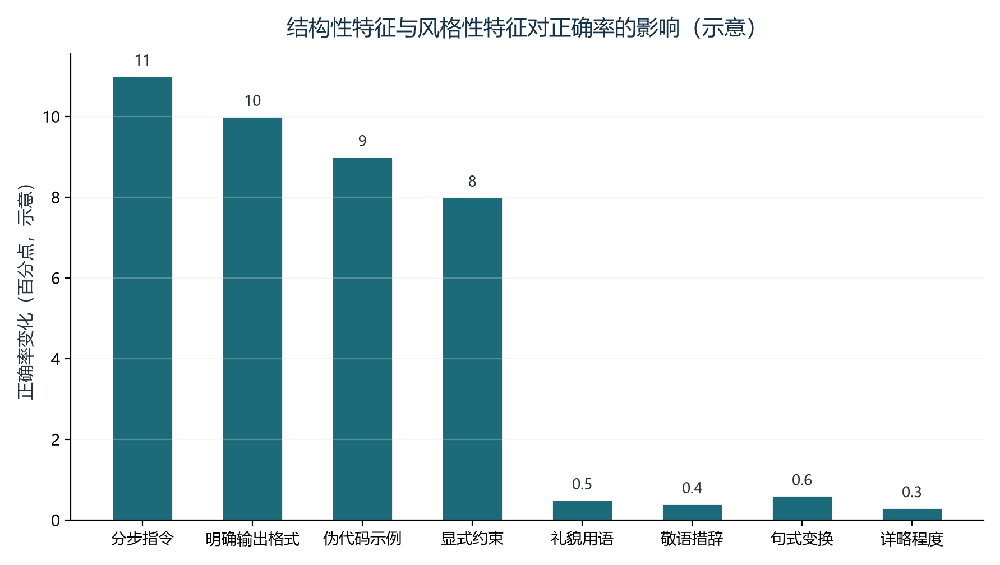 结构性特征与风格性特征对正确率的影响（示意）
正确率变化（百分点，示意）
10
8
6
4
2
0
11
10
9
8
0.5
0.4
0.6
0.3
分步指令
明确输出格式
伪代码示例
显式约束
礼貌用语
敬语措辞
句式变换
详略程度